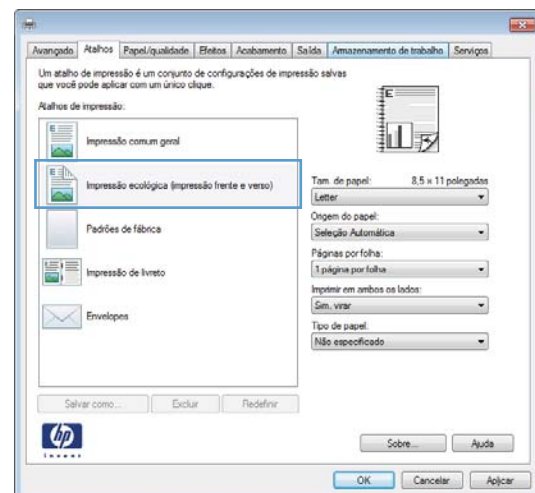 Avançado Atalhos Papel/qualidade Efeitos Acabamento Saída Armazenamento de trabalho Serviços
Um atalho de impressão é um conjunto de configurações de impressão salvas
que você pode aplicar com um único clique.
Atalhos de impressão:
Impressão comum geral
Impressão ecológica (impressão frente e verso)
Padrões de fábrica
Impressão de livreto
Envelopes
E
Tam. de papel: 8,5 × 11 polegadas
Letter
Origem do papel:
Seleção Automática
Páginas por folha:
1 página por folha
Imprimir em ambos os lados:
Sim, virar
Tipo de papel:
Não especificado
Salvar como... Excluir Redefinir
hp
invent
Sobre... Ajuda
OK Cancelar Aplicar